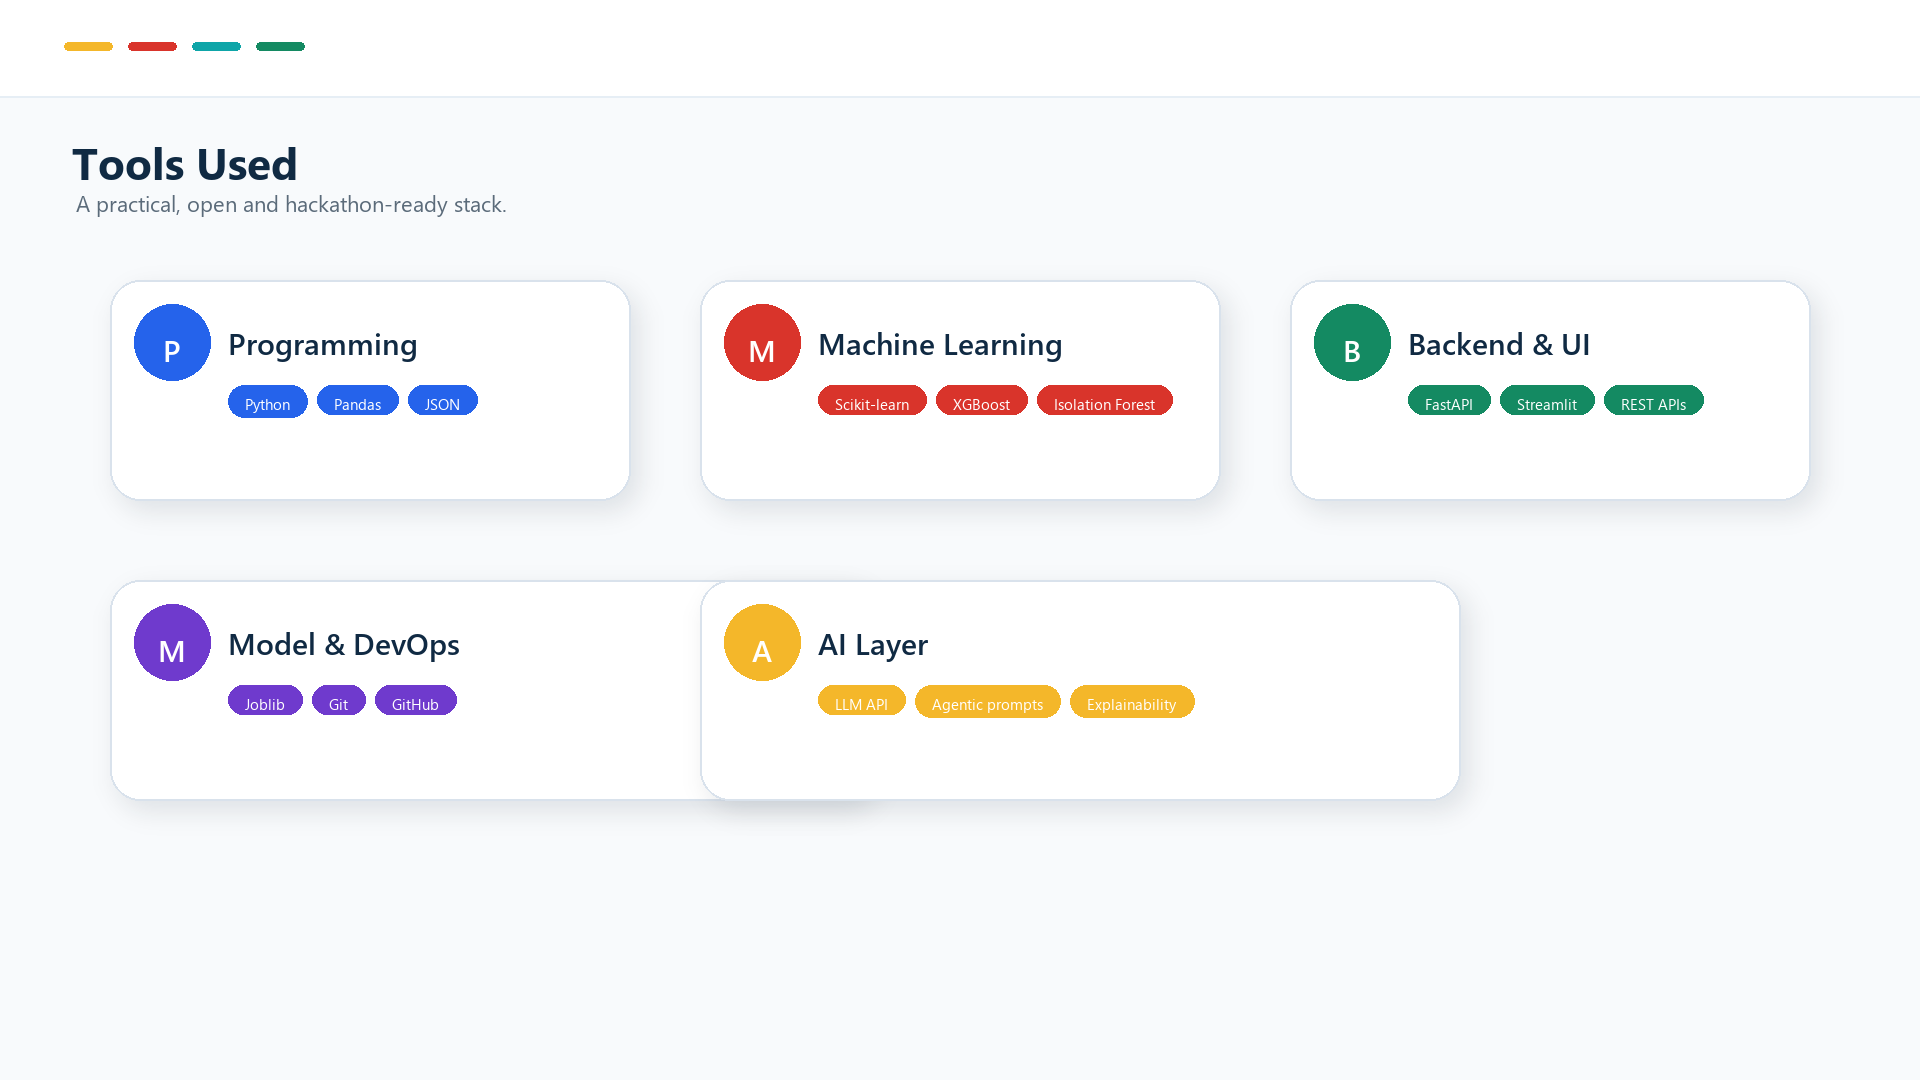 Tools Used
A practical, open and hackathon-ready stack.
P
Programming
Python Pandas JSON
M
Machine Learning
Scikit-learn XGBoost Isolation Forest
B
Backend & UI
FastAPI Streamlit REST APIs
M
Model & DevOps
Joblib Git GitHub
A
AI Layer
LLM API Agentic prompts Explainability